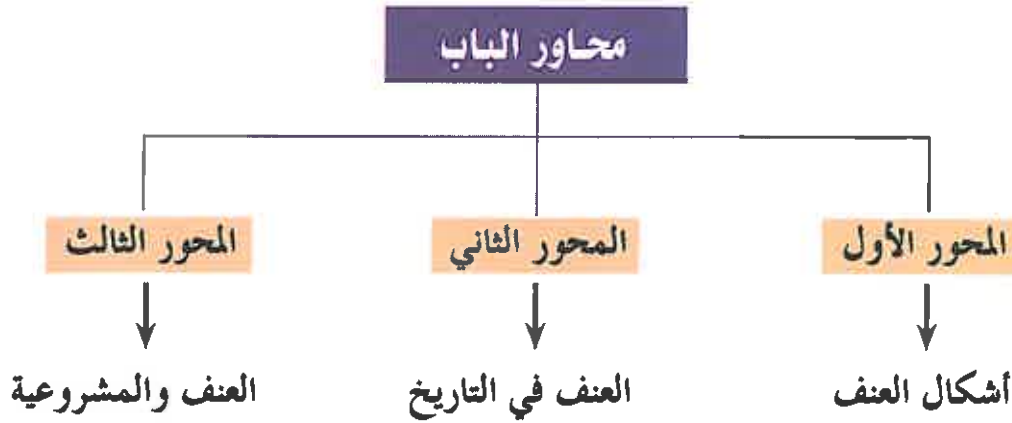 محاور الباب
المحور الأول
المحور الثاني
المحور الثالث
أشكال العنف
العنف في التاريخ
العنف والمشروعية